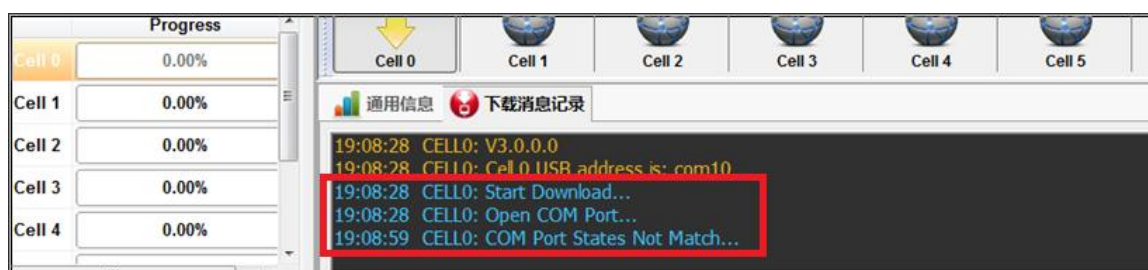 Progress
Cell 0 0.00%
Cell 1 0.00%
Cell 2 0.00%
Cell 3 0.00%
Cell 4 0.00%
Cell 0 Cell 1 Cell 2 Cell 3 Cell 4 Cell 5
通用信息 下载消息记录
19:08:28 CELL0: V3.0.0.0
19:08:28 CELL0: Cell 0 USB address is: com10
19:08:28 CELL0: Start Download...
19:08:28 CELL0: Open COM Port...
19:08:59 CELL0: COM Port States Not Match...